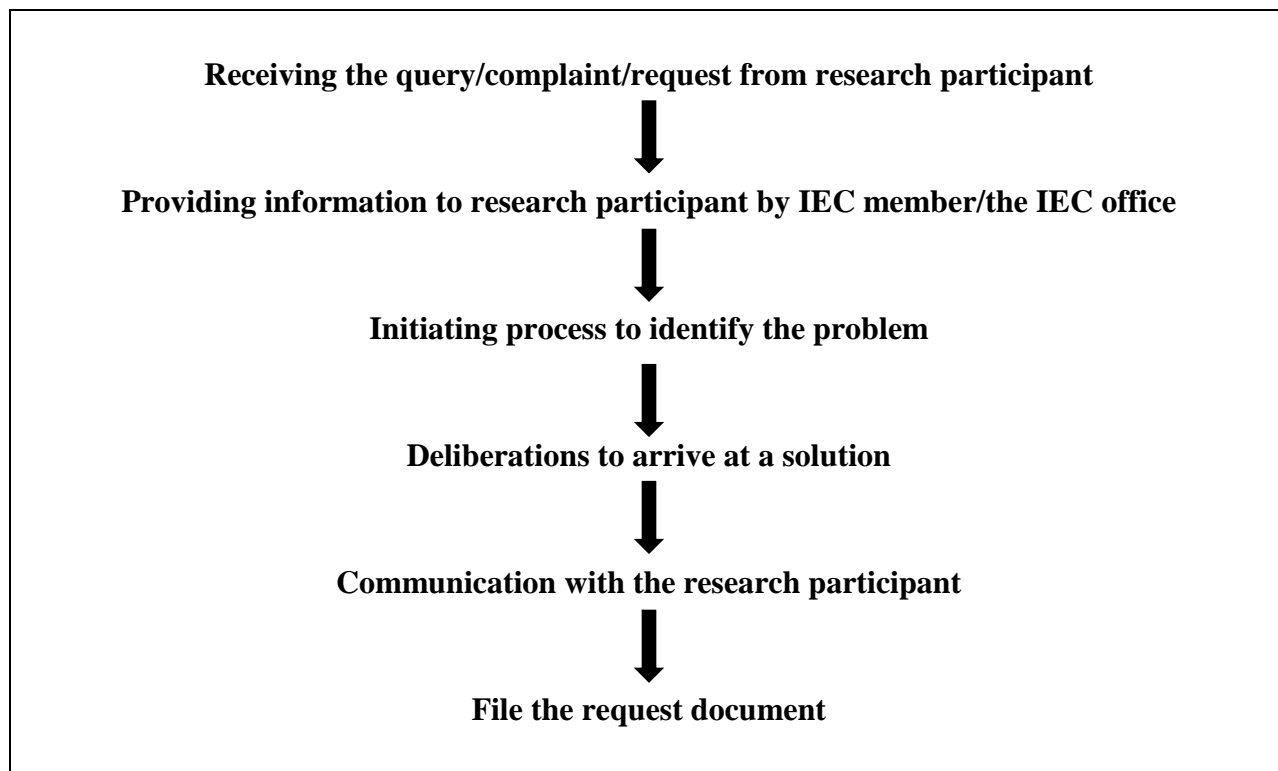 Receiving the query/complaint/request from research participant
Providing information to research participant by IEC member/the IEC office
Initiating process to identify the problem
Deliberations to arrive at a solution
Communication with the research participant
File the request document